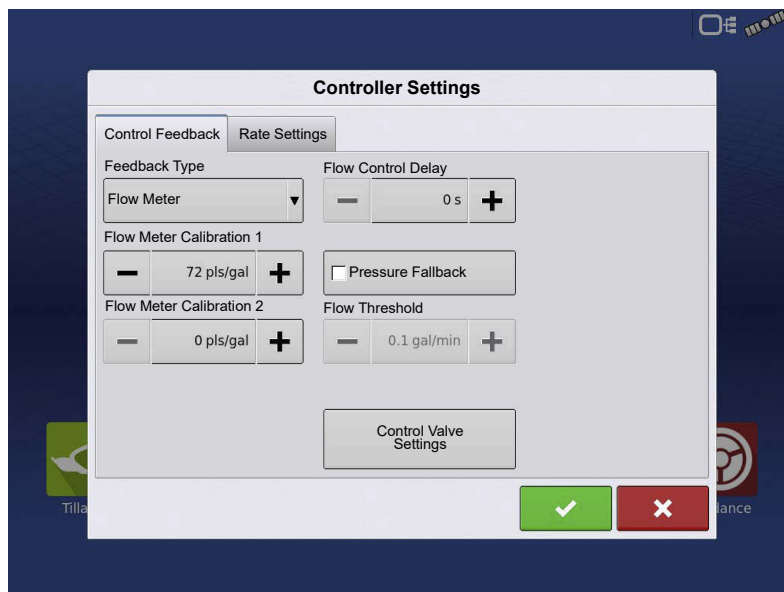 Controller Settings
Control Feedback
Rate Settings
Feedback Type
Flow Meter
Flow Control Delay
0 s
Flow Meter Calibration 1
72 pls/gal
Pressure Fallback
Flow Meter Calibration 2
0 pls/gal
Flow Threshold
0.1 gal/min
Control Valve
Settings
Tilla
dance